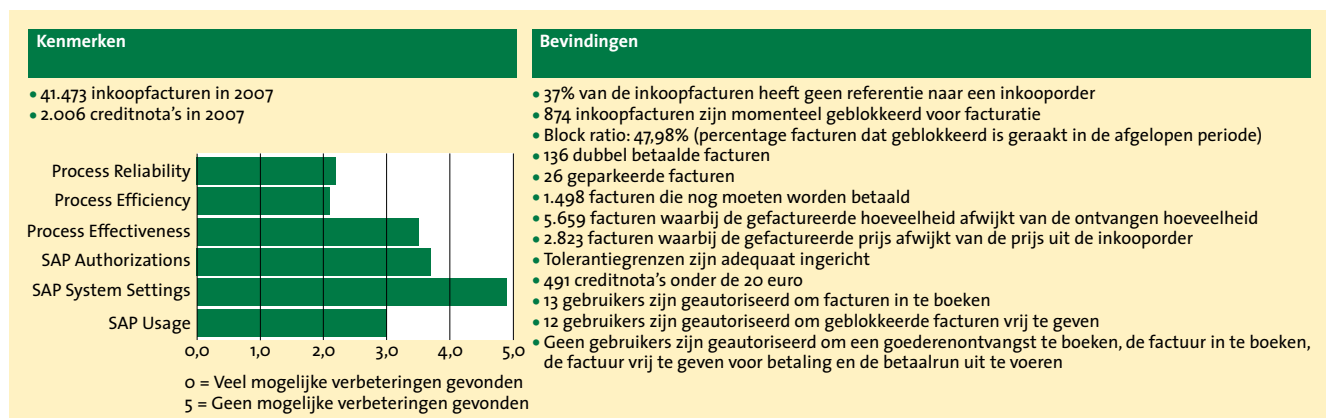 Kenmerken
• 41.473 inkoopfacturen in 2007
• 2.006 creditnota's in 2007
Process Reliability
Process Efficiency
Process Effectiveness
SAP Authorizations
SAP System Settings
SAP Usage
0,0 1,0 2,0 3,0 4,0 5,0
0 = Veel mogelijke verbeteringen gevonden
5 = Geen mogelijke verbeteringen gevonden
Bevindingen
• 37% van de inkoopfacturen heeft geen referentie naar een inkooporder
• 874 inkoopfacturen zijn momenteel geblokkeerd voor facturatie
• Block ratio: 47,98% (percentage facturen dat geblokkeerd is geraakt in de afgelopen periode)
• 136 dubbel betaalde facturen
• 26 geparkeerde facturen
• 1.498 facturen die nog moeten worden betaald
• 5.659 facturen waarbij de gefactureerde hoeveelheid afwijkt van de ontvangen hoeveelheid
• 2.823 facturen waarbij de gefactureerde prijs afwijkt van de prijs uit de inkooporder
• Tolerantiegrenzen zijn adequaat ingericht
• 491 creditnota's onder de 20 euro
• 13 gebruikers zijn geautoriseerd om facturen in te boeken
• 12 gebruikers zijn geautoriseerd om geblokkeerde facturen vrij te geven
• Geen gebruikers zijn geautoriseerd om een goederenontvangst te boeken, de factuur in te boeken,
de factuur vrij te geven voor betaling en de betaalrun uit te voeren